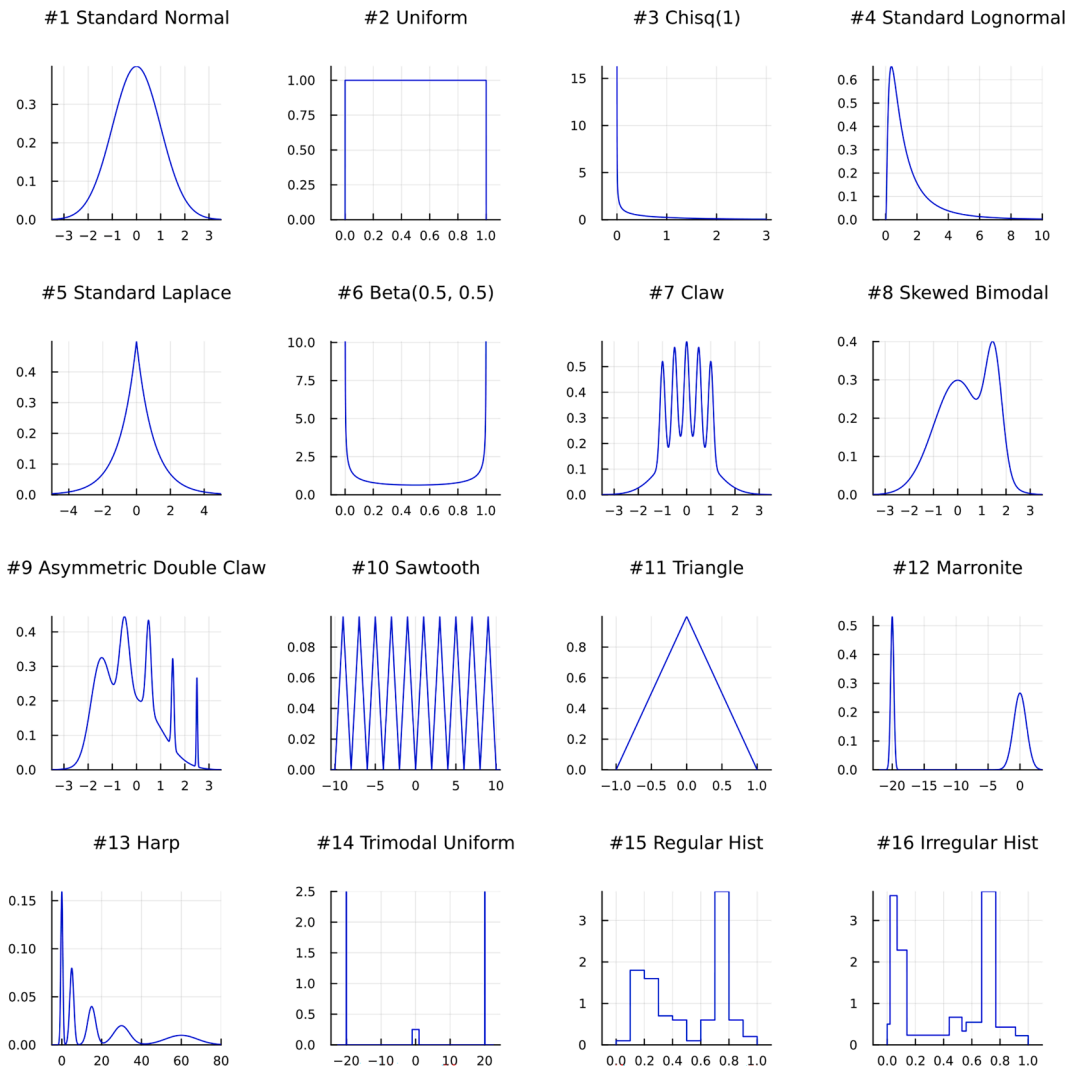 #1 Standard Normal
#2 Uniform
#3 Chisq(1)
#4 Standard Lognormal
0.3
0.2
0.1
0.0
−3 −2 −1 0 1 2 3
1.00
0.75
0.50
0.25
0.00
0.0 0.2 0.4 0.6 0.8 1.0
15
10
5
0
0 1 2 3
0.6
0.5
0.4
0.3
0.2
0.1
0.0
0 2 4 6 8 10
#5 Standard Laplace
#6 Beta(0.5, 0.5)
#7 Claw
#8 Skewed Bimodal
0.4
0.3
0.2
0.1
0.0
−4 −2 0 2 4
10.0
7.5
5.0
2.5
0.0
0.0 0.2 0.4 0.6 0.8 1.0
0.5
0.4
0.3
0.2
0.1
0.0
−3 −2 −1 0 1 2 3
0.4
0.3
0.2
0.1
0.0
−3 −2 −1 0 1 2 3
#9 Asymmetric Double Claw
#10 Sawtooth
#11 Triangle
#12 Marronite
0.4
0.3
0.2
0.1
0.0
−3 −2 −1 0 1 2 3
0.08
0.06
0.04
0.02
0.00
−10 −5 0 5 10
0.8
0.6
0.4
0.2
0.0
−1.0 −0.5 0.0 0.5 1.0
0.5
0.4
0.3
0.2
0.1
0.0
−20 −15 −10 −5 0
#13 Harp
#14 Trimodal Uniform
#15 Regular Hist
#16 Irregular Hist
0.15
0.10
0.05
0.00
0 20 40 60 80
2.5
2.0
1.5
1.0
0.5
0.0
−20 −10 0 10 20
3
2
1
0
0.0 0.2 0.4 0.6 0.8 1.0
3
2
1
0
0.0 0.2 0.4 0.6 0.8 1.0